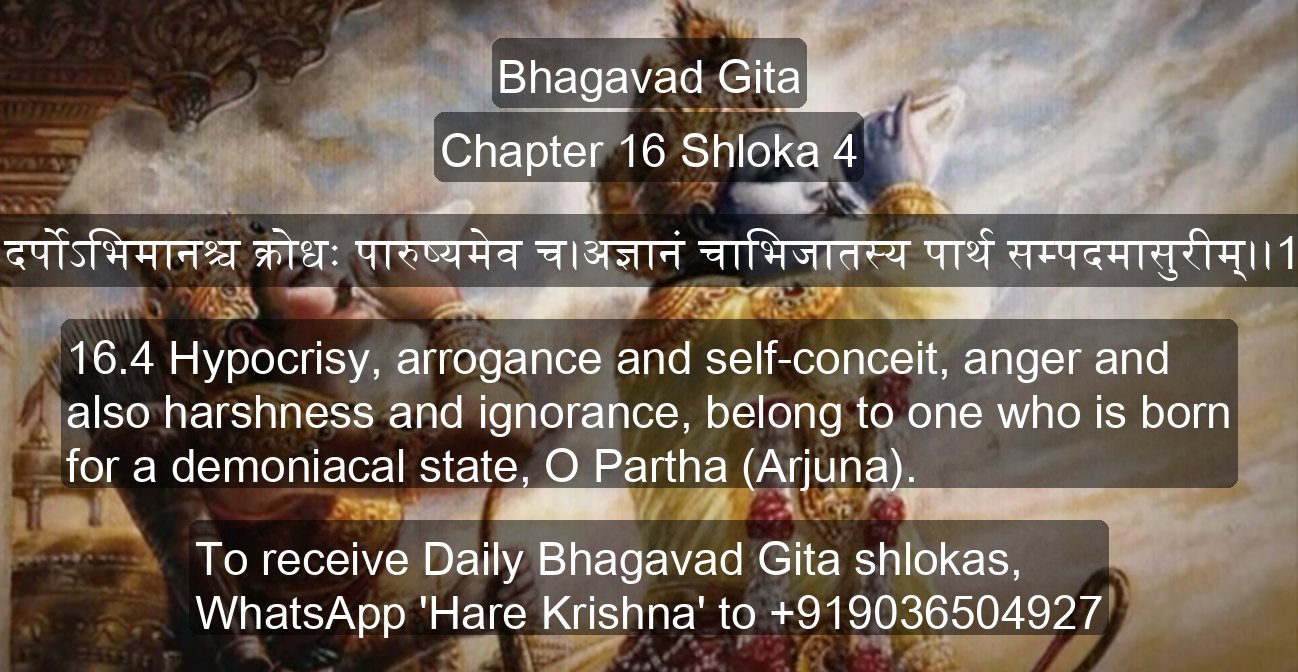 Bhagavad Gita
Chapter 16 Shloka 4
दर्पोऽभिमानश्च क्रोधः पारुष्यमेव च।अज्ञानं चाभिजातस्य पार्थ सम्पदमासुरीम्।।1
16.4 Hypocrisy, arrogance and self-conceit, anger and
also harshness and ignorance, belong to one who is born
for a demoniacal state, O Partha (Arjuna).
To receive Daily Bhagavad Gita shlokas,
WhatsApp 'Hare Krishna' to +919036504927